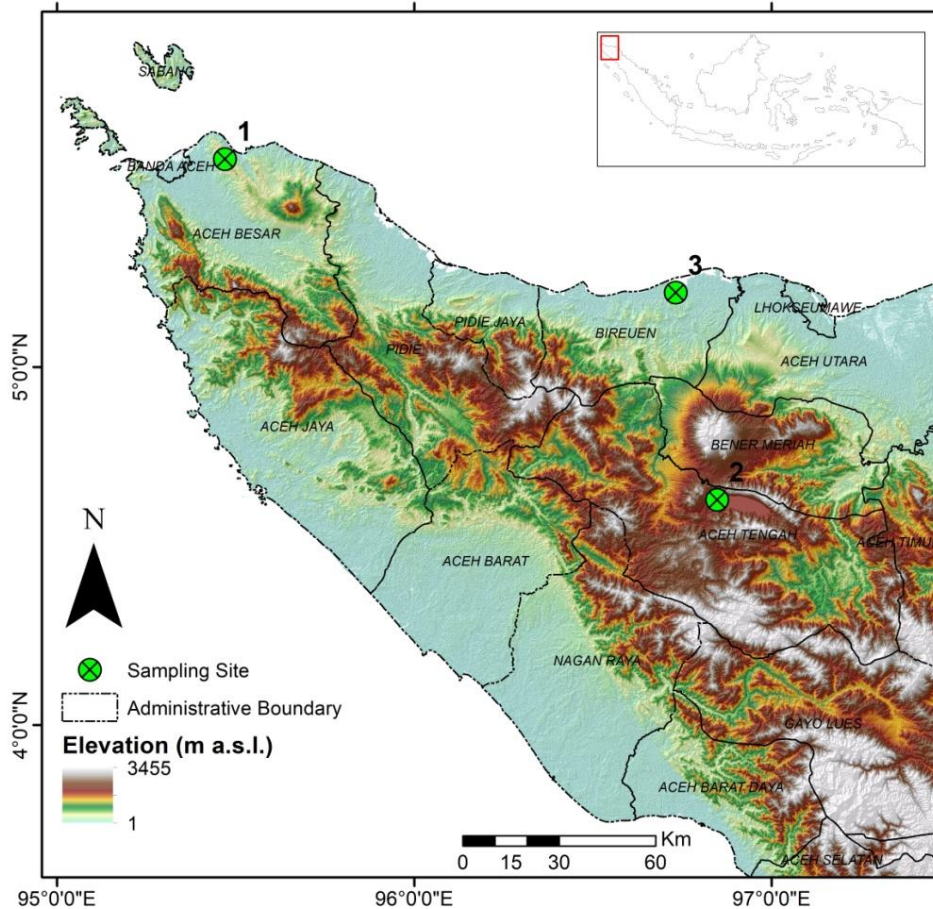 SABANG
1
BANDA ACEH
ACEH BESAR
3
LHOKSEUMAWE
PIDIE JAYA
BIREUEN
PIDIE
ACEH UTARA
5°0'0"N
ACEH JAYA
BENER MERIAH
2
N
ACEH TENGAH
ACEH TIMU
ACEH BARAT
NAGAN RAYA
Sampling Site
Administrative Boundary
4°0'0"N
GAYO LUES
Elevation (m a.s.l.)
3455
1
ACEH BARAT DAYA
Km
0 15 30 60
ACEH SELATAN
95°0'0"E 96°0'0"E 97°0'0"E